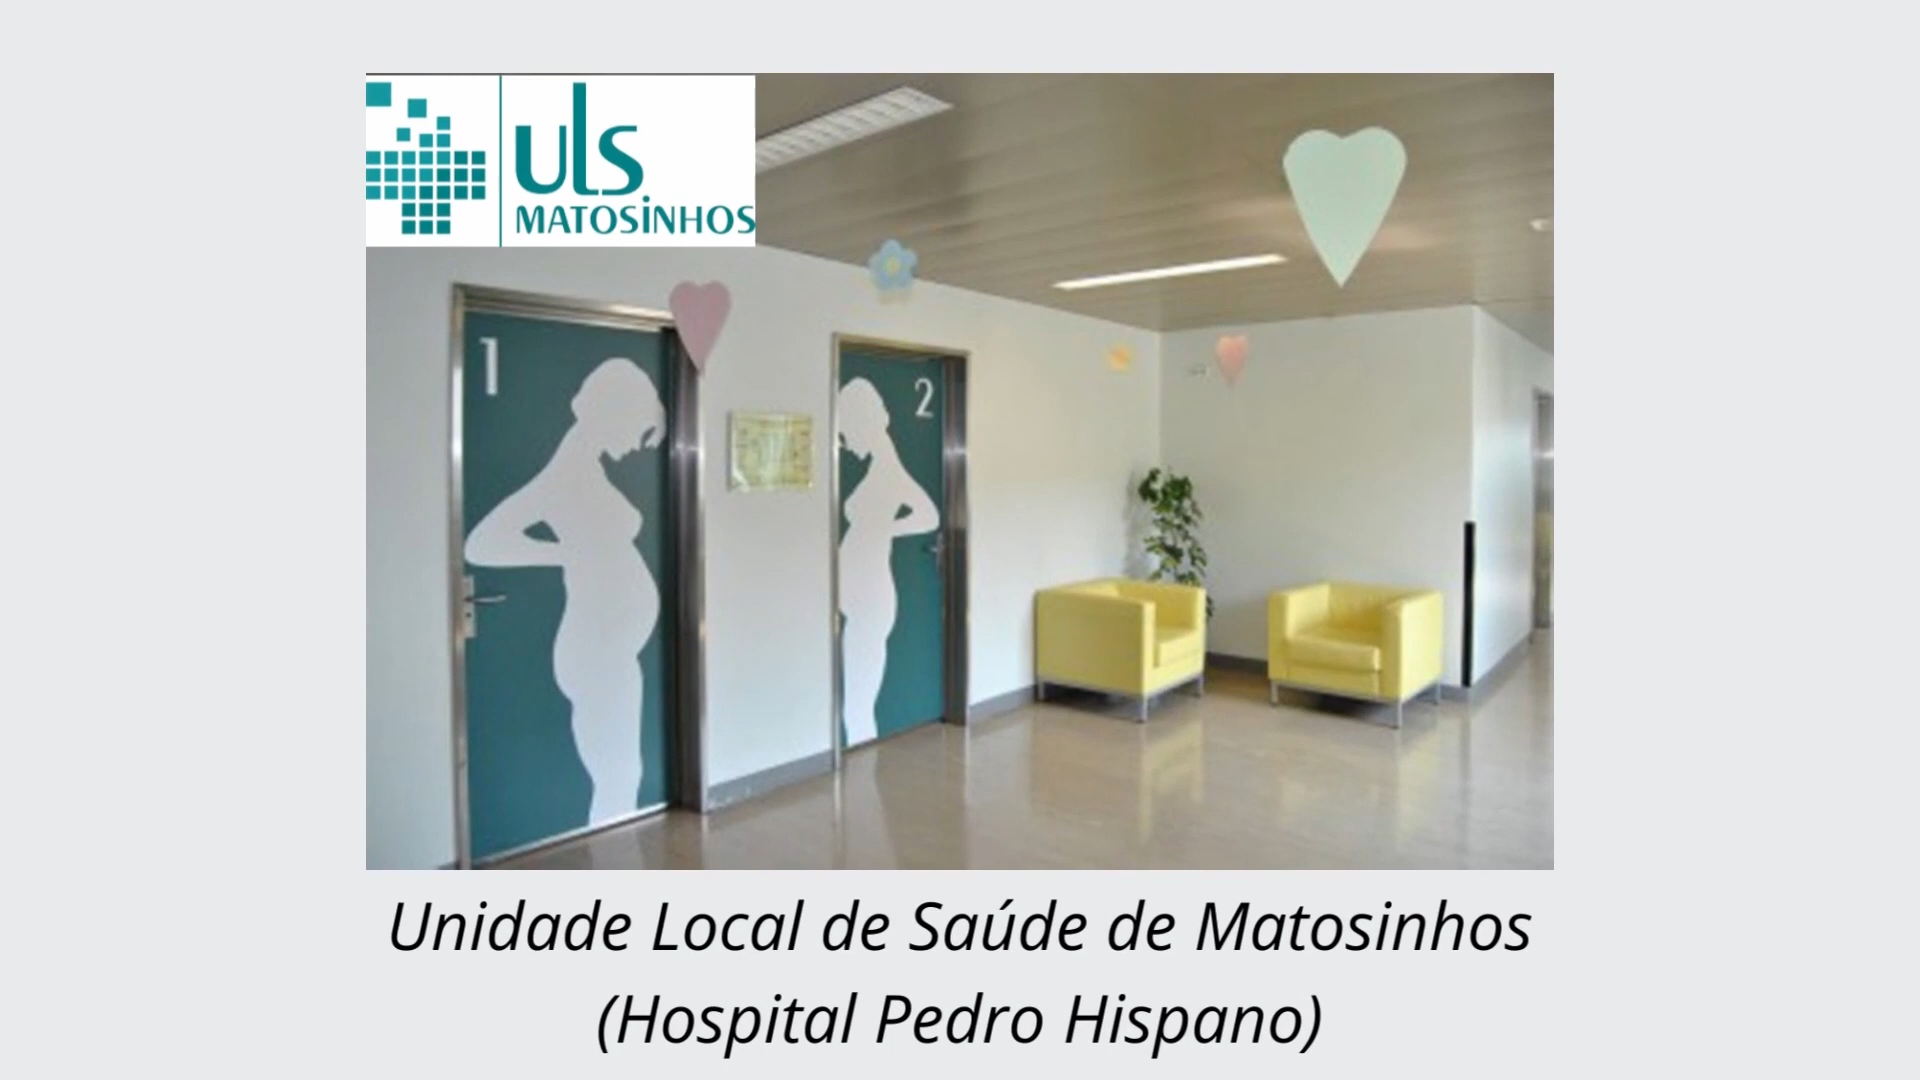 uls
MATOSINHOS
1
2
Unidade Local de Saúde de Matosinhos
(Hospital Pedro Hispano)